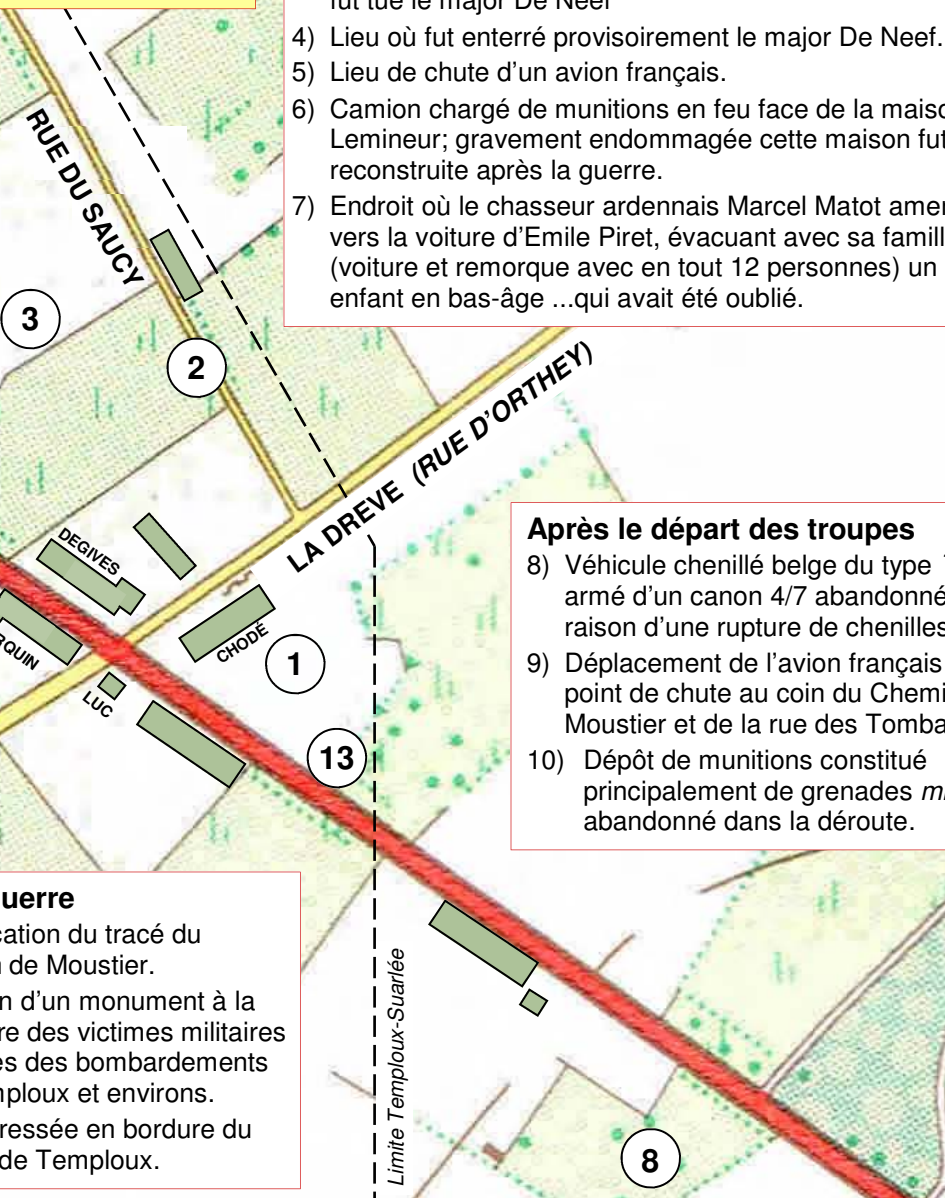 fut tué le major De Neef
4) Lieu où fut enterré provisoirement le major De Neef.
5) Lieu de chute d'un avion français.
6) Camion chargé de munitions en feu face de la maiso
Lemineur; gravement endommagée cette maison fut
reconstruite après la guerre.
7) Endroit où le chasseur ardennais Marcel Matot amen
vers la voiture d'Emile Piret, évacuant avec sa famill
(voiture et remorque avec en tout 12 personnes) un
enfant en bas-âge ...qui avait été oublié.
RUE DU SAUCY
3
2
LA DREVE (RUE D'ORTHEY)
DEGIVES
CHODÉ
RQUIN
LUC
1
13
Après le départ des troupes
8) Véhicule chenillé belge du type
armé d'un canon 4/7 abandonné
raison d'une rupture de chenilles
9) Déplacement de l'avion français
point de chute au coin du Chemi
Moustier et de la rue des Tomba
10) Dépôt de munitions constitué
principalement de grenades
abandonné dans la déroute.
uerre
cation du tracé du
n de Moustier.
n d'un monument à la
re des victimes militaires
es des bombardements
mploux et environs.
ressée en bordure du
de Temploux.
Limite Temploux-Suarlée
8